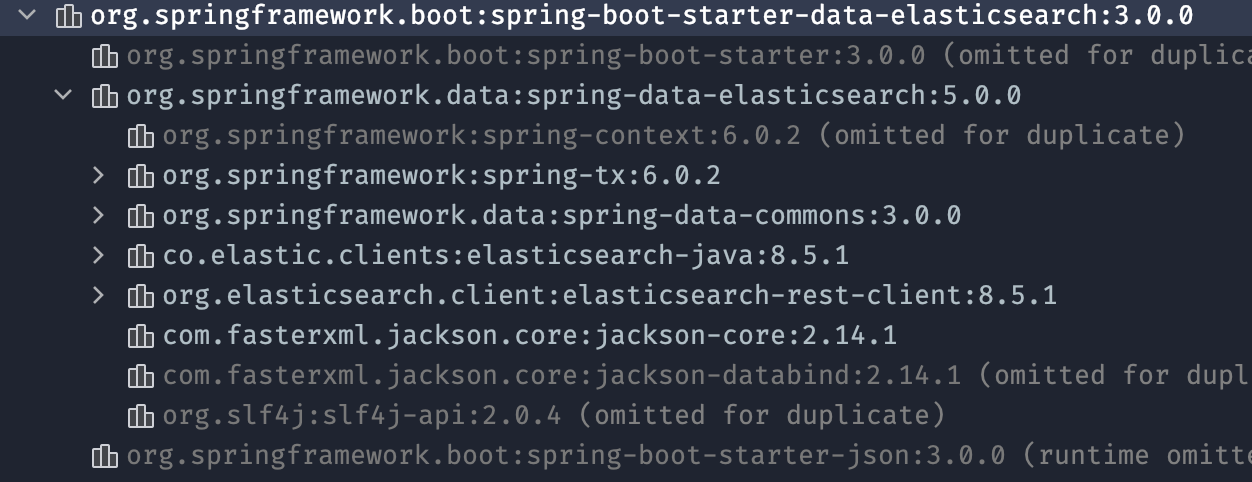 org.springframework.boot:spring-boot-starter-data-elasticsearch:3.0.0
org.springframework.boot:spring-boot-starter:3.0.0 (omitted for duplica
org.springframework.data:spring-data-elasticsearch:5.0.0
org.springframework:spring-context:6.0.2 (omitted for duplicate)
org.springframework:spring-tx:6.0.2
org.springframework.data:spring-data-commons:3.0.0
co.elastic.clients:elasticsearch-java:8.5.1
org.elasticsearch.client:elasticsearch-rest-client:8.5.1
com.fasterxml.jackson.core:jackson-core:2.14.1
com.fasterxml.jackson.core:jackson-databind:2.14.1 (omitted for dupl
org.slf4j:slf4j-api:2.0.4 (omitted for duplicate)
org.springframework.boot:spring-boot-starter-json:3.0.0 (runtime omitte